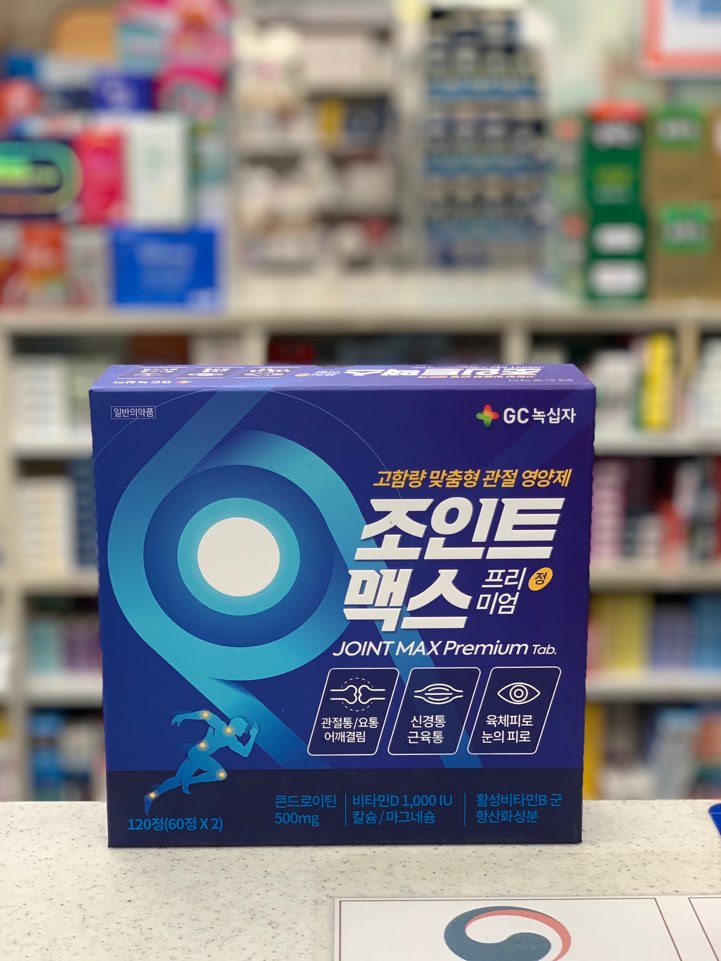 일반의약품
GC 녹십자
고함량 맞춤형 관절 영양제
조인트
맥스 프리미엄 정
JOINT MAX Premium Tab.
관절통/요통
어깨결림
신경통
근육통
육체피로
눈의 피로
120정(60정 X 2)
콘드로이틴
500mg
비타민D 1,000 IU
칼슘 / 마그네슘
활성비타민B 군
항산화성분